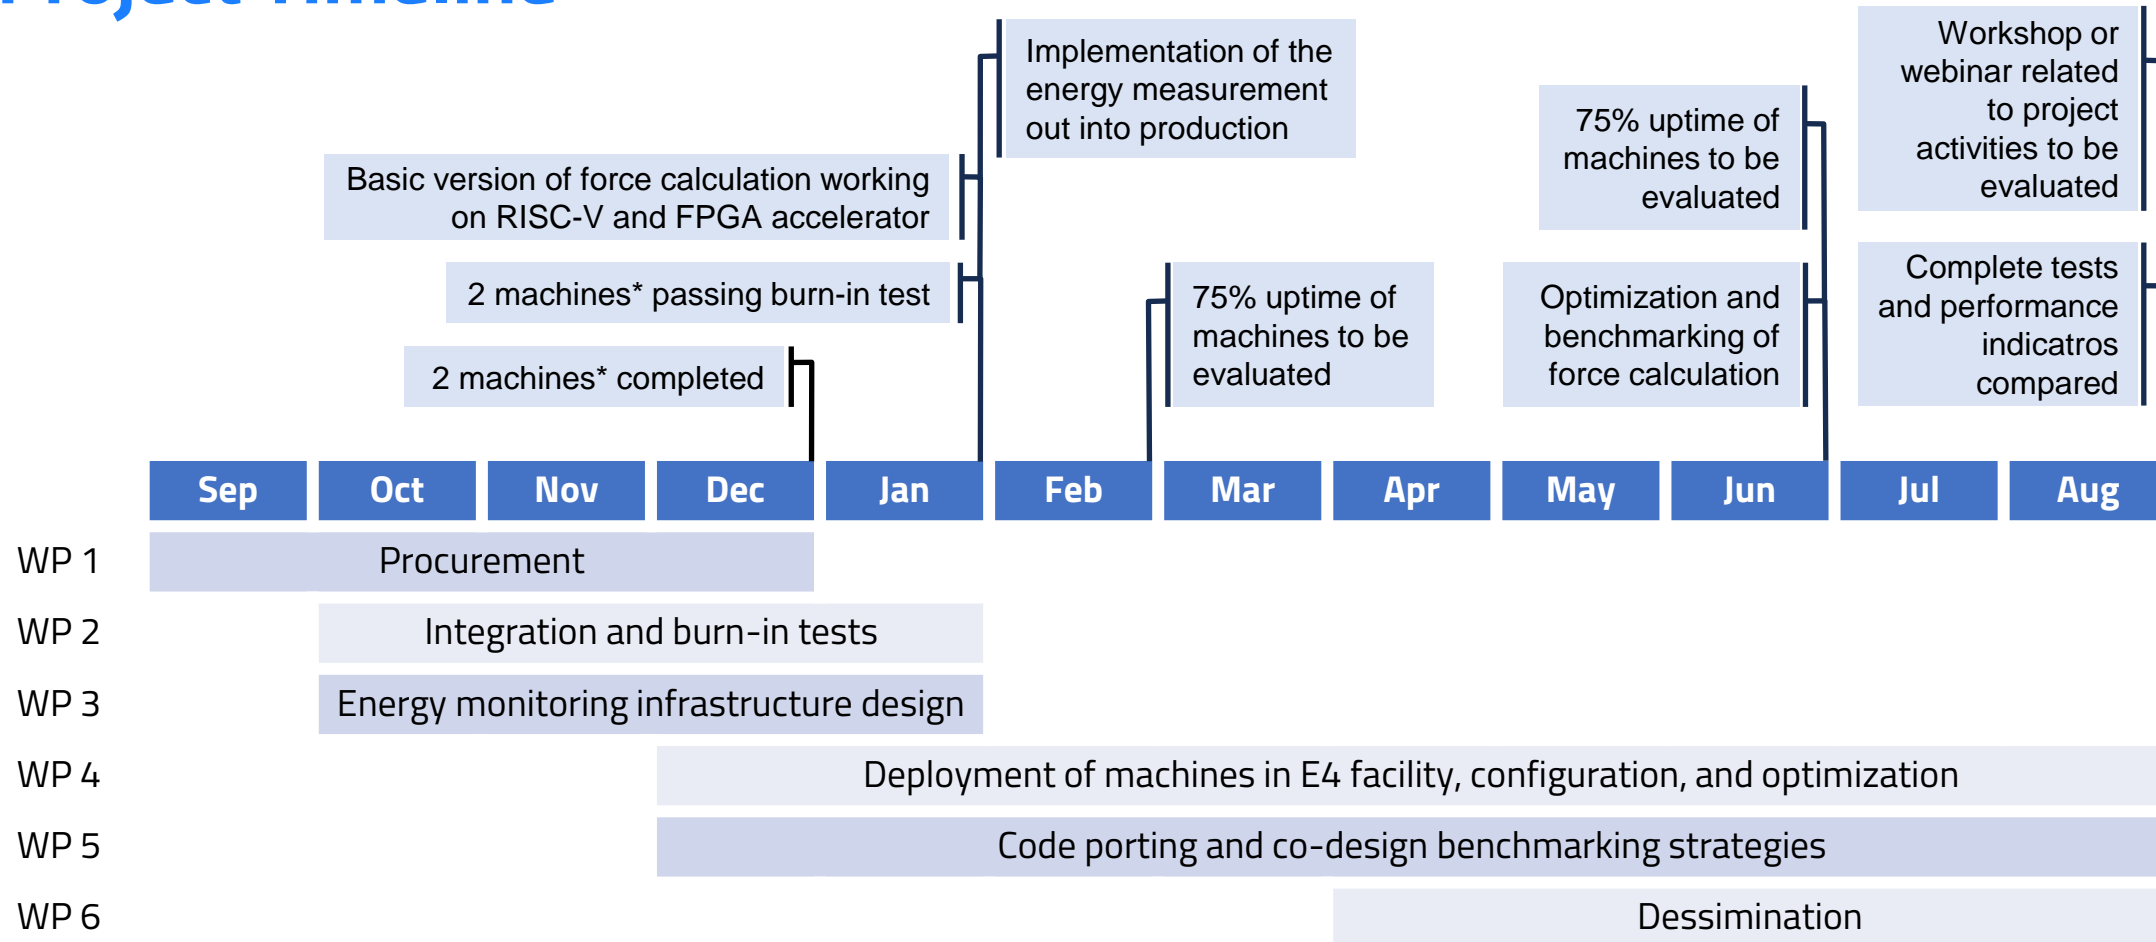 Project Timeline
Implementation of the
energy measurement
out into production
Workshop or
webinar related
to project
activities to be
evaluated
75% uptime of
machines to be
evaluated
Basic version of force calculation working
on RISC-V and FPGA accelerator
2 machines* passing burn-in test
2 machines* completed
75% uptime of
machines to be
evaluated
Optimization and
benchmarking of
force calculation
Complete tests
and performance
indicatros
compared
Sep Oct Nov Dec Jan Feb Mar Apr May Jun Jul Aug
WP 1 Procurement
WP 2 Integration and burn-in tests
WP 3 Energy monitoring infrastructure design
WP 4 Deployment of machines in E4 facility, configuration, and optimization
WP 5 Code porting and co-design benchmarking strategies
WP 6 Dessimination